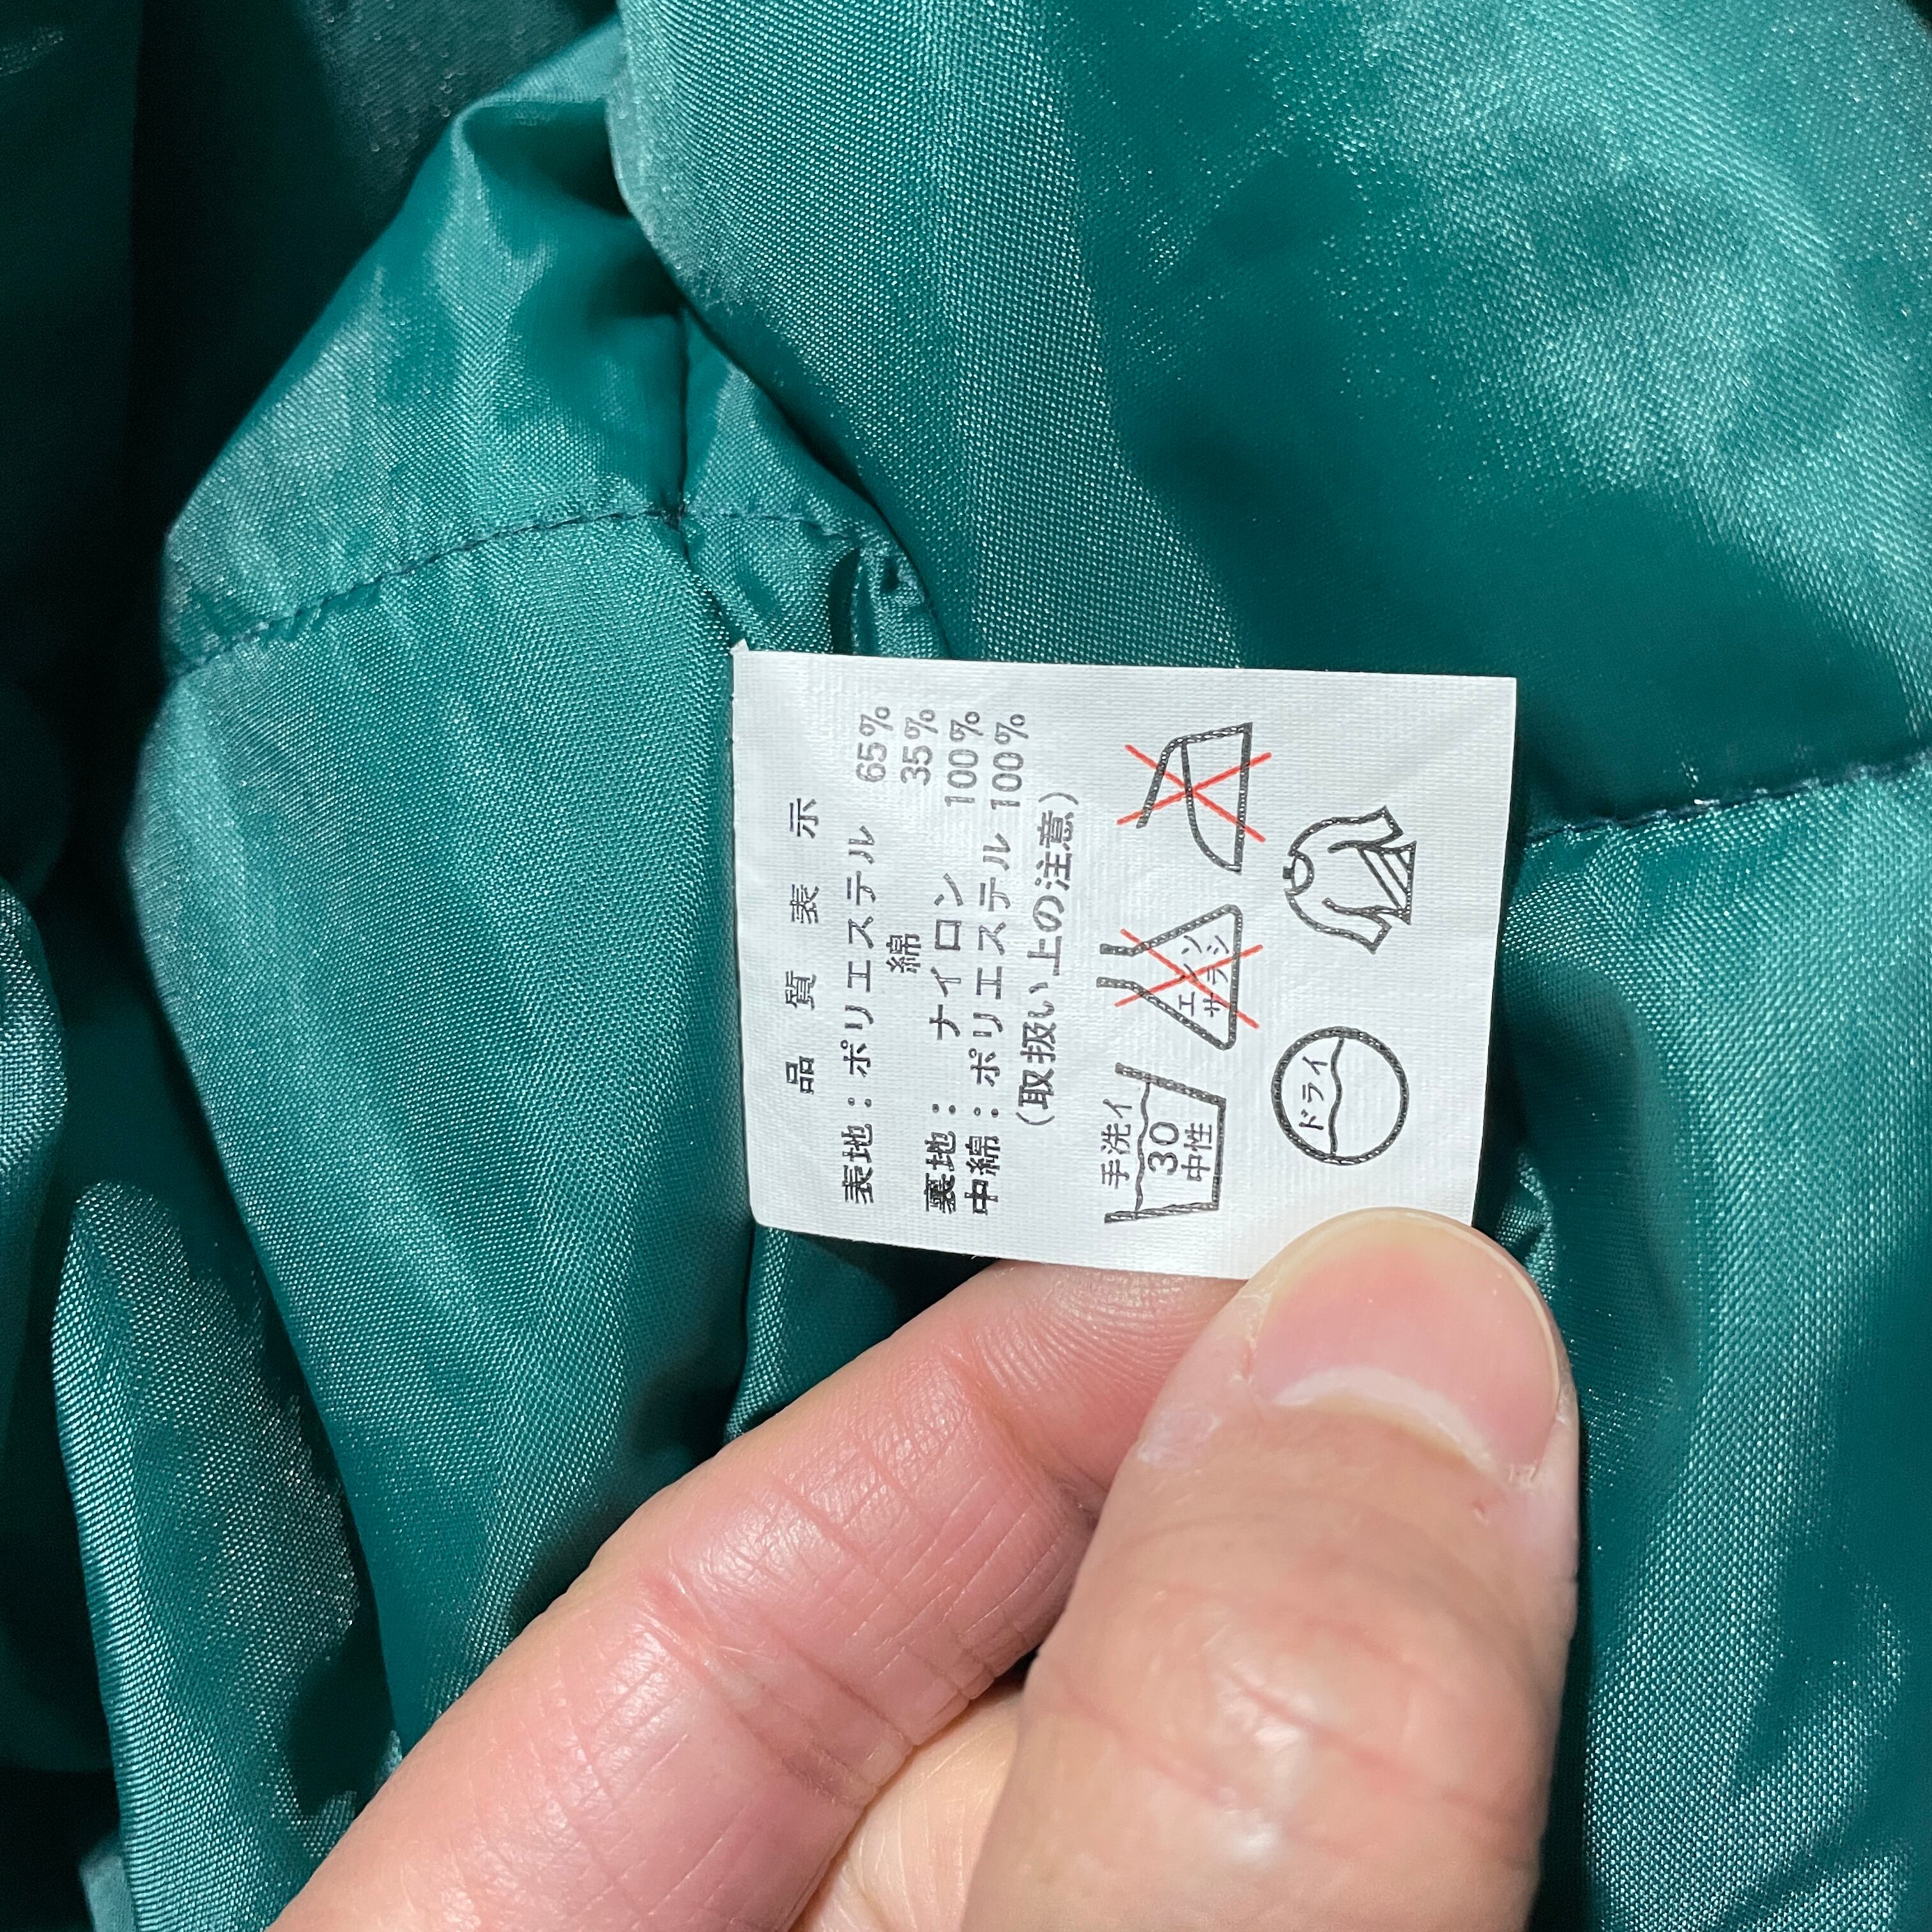 品質表示
表地：ポリエステル 65%
綿 35%
裏地：ナイロン 100%
中綿：ポリエステル 100%
(取扱い上の注意)
手洗イ
30
中性
エンソ
サラシ
ドライ